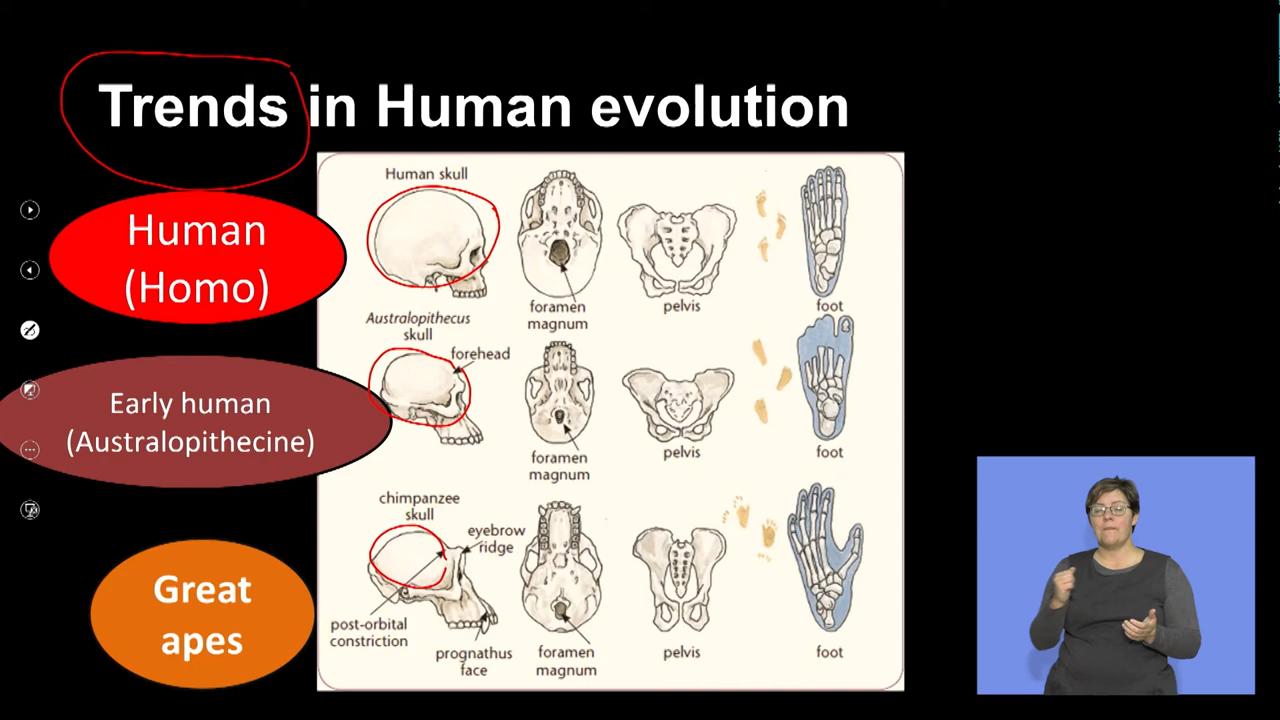 Trends in Human evolution
Human
(Homo)
Human skull
foramen
magnum
pelvis
foot
Early human
(Australopithecine)
Australopithecus
skull
forehead
foramen
magnum
pelvis
foot
Great
apes
chimpanzee
skull
eyebrow
ridge
post-orbital
constriction
prognathus
face
foramen
magnum
pelvis
foot